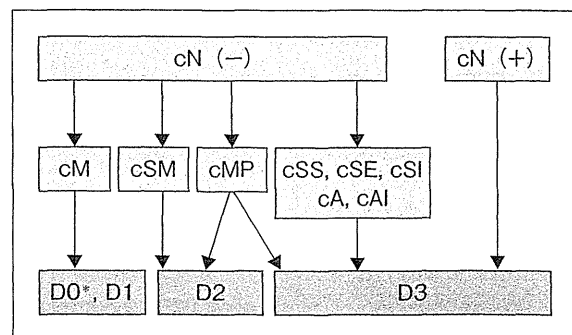 cN (−) cN (+)
cM cSM cMP cSS, cSE, cSI
cA, cAI
D0*, D1 D2 D3